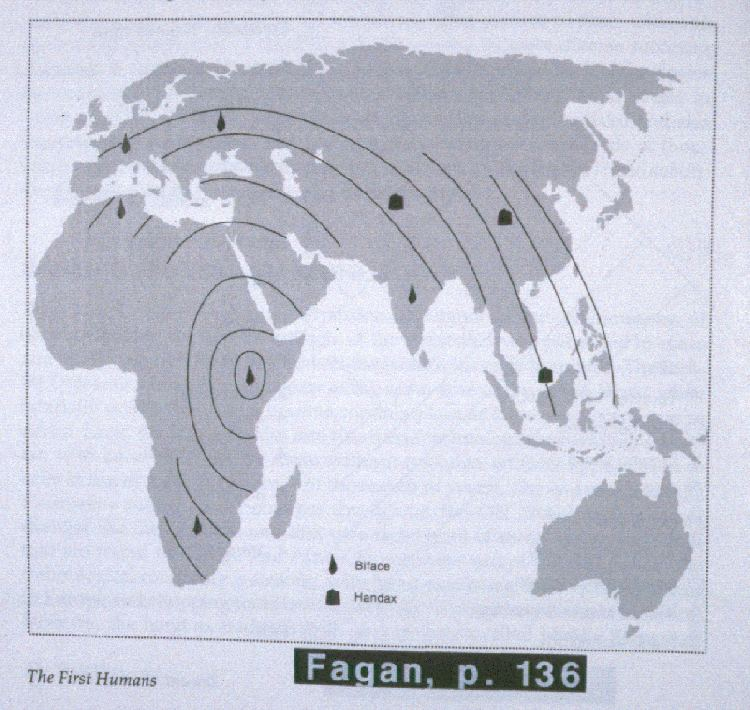 Biface
Handax
The First Humans
Fagan, p. 136